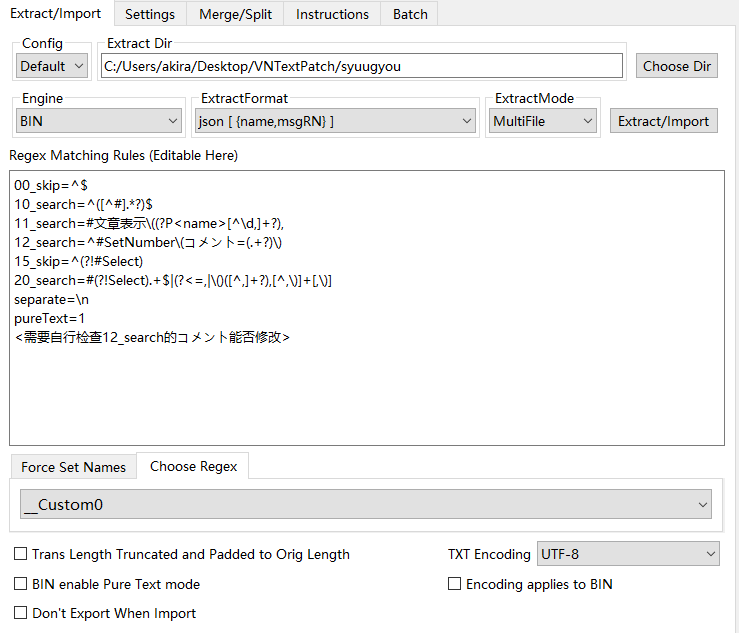 Extract/Import Settings Merge/Split Instructions Batch
Config Extract Dir
Default C:/Users/akira/Desktop/VNTextPatch/syuugyou Choose Dir
Engine ExtractFormat ExtractMode
BIN json [ {name,msgRN} ] MultiFile Extract/Import
Regex Matching Rules (Editable Here)
00_skip=^$
10_search=^([^#].*?)$
11_search=#文章表示\((?P<name>[^\d,]+?),
12_search=^#SetNumber\(コメント=(.+?)\)
15_skip=^(?!#Select)
20_search=#(?!Select).+$|(?<=,|\()([^,]+?),[^,\)]+[,\)]
separate=\n
pureText=1
<需要自行检查12_search的コメント能否修改>
Force Set Names Choose Regex
__Custom0
Trans Length Truncated and Padded to Orig Length TXT Encoding UTF-8
BIN enable Pure Text mode Encoding applies to BIN
Don't Export When Import